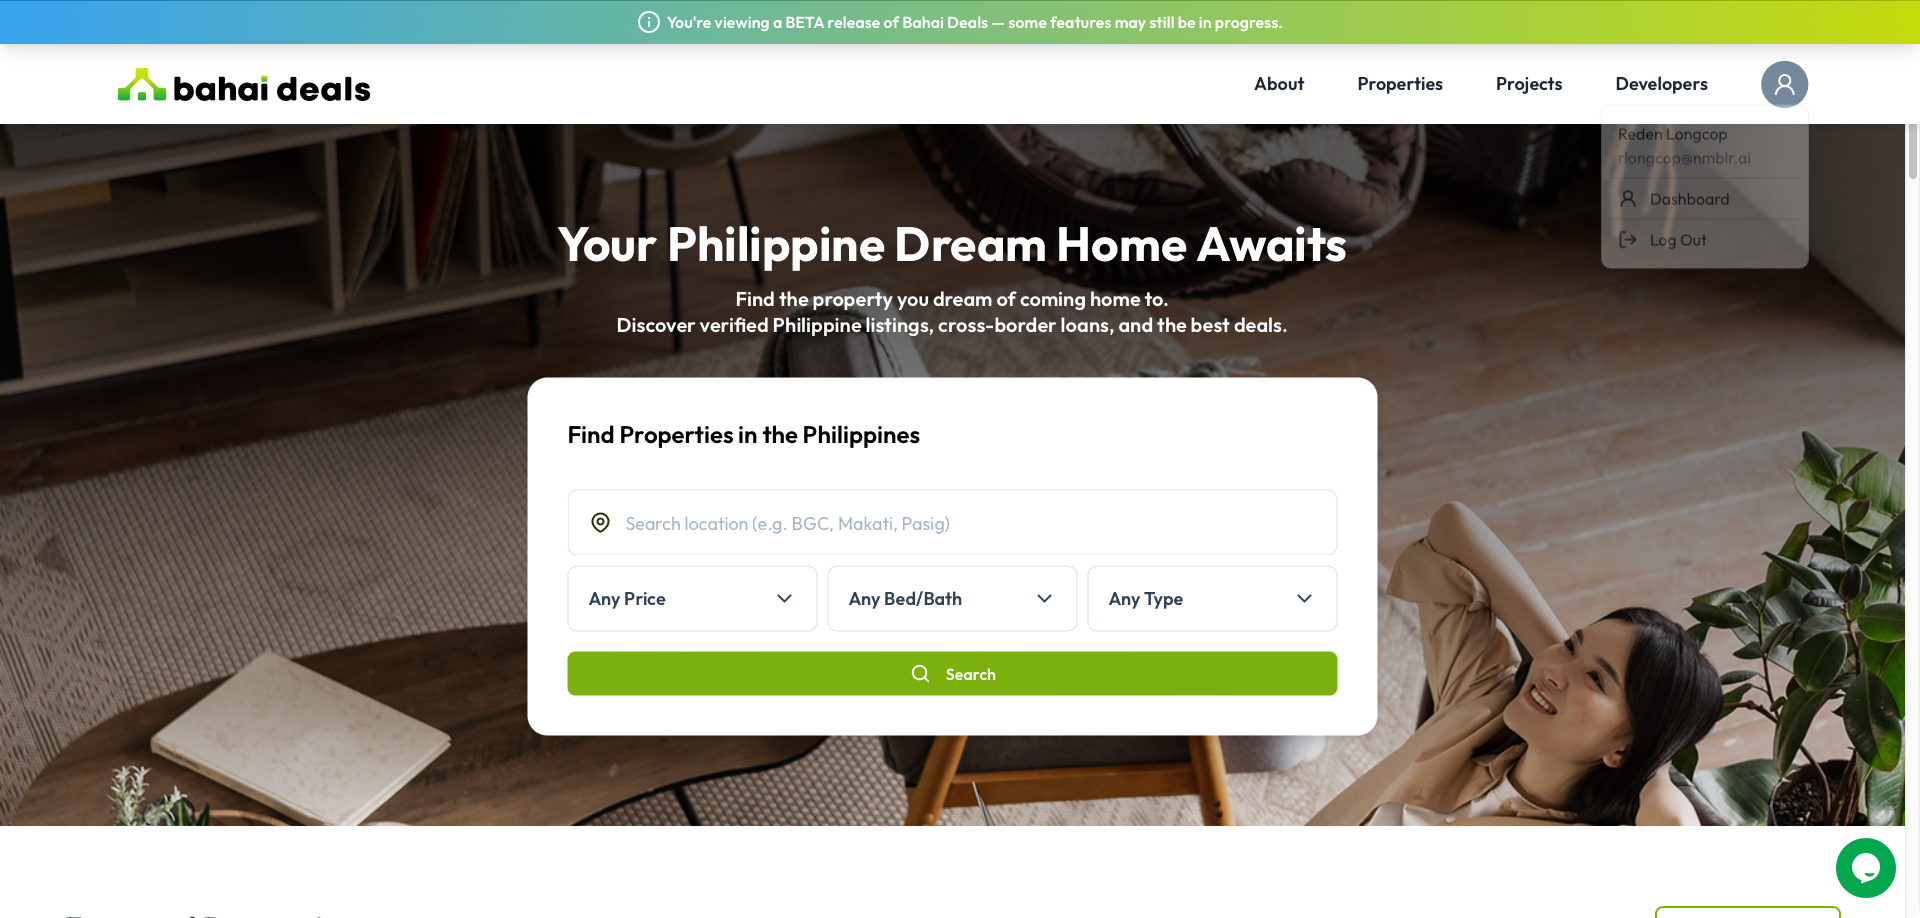 You're viewing a BETA release of Bahai Deals — some features may still be in progress.
bahai deals
About
Properties
Projects
Developers
Reden Longcop
rlongcop@nmblr.ai
Dashboard
Log Out
Your Philippine Dream Home Awaits
Find the property you dream of coming home to.
Discover verified Philippine listings, cross-border loans, and the best deals.
Find Properties in the Philippines
Search location (e.g. BGC, Makati, Pasig)
Any Price
Any Bed/Bath
Any Type
Search